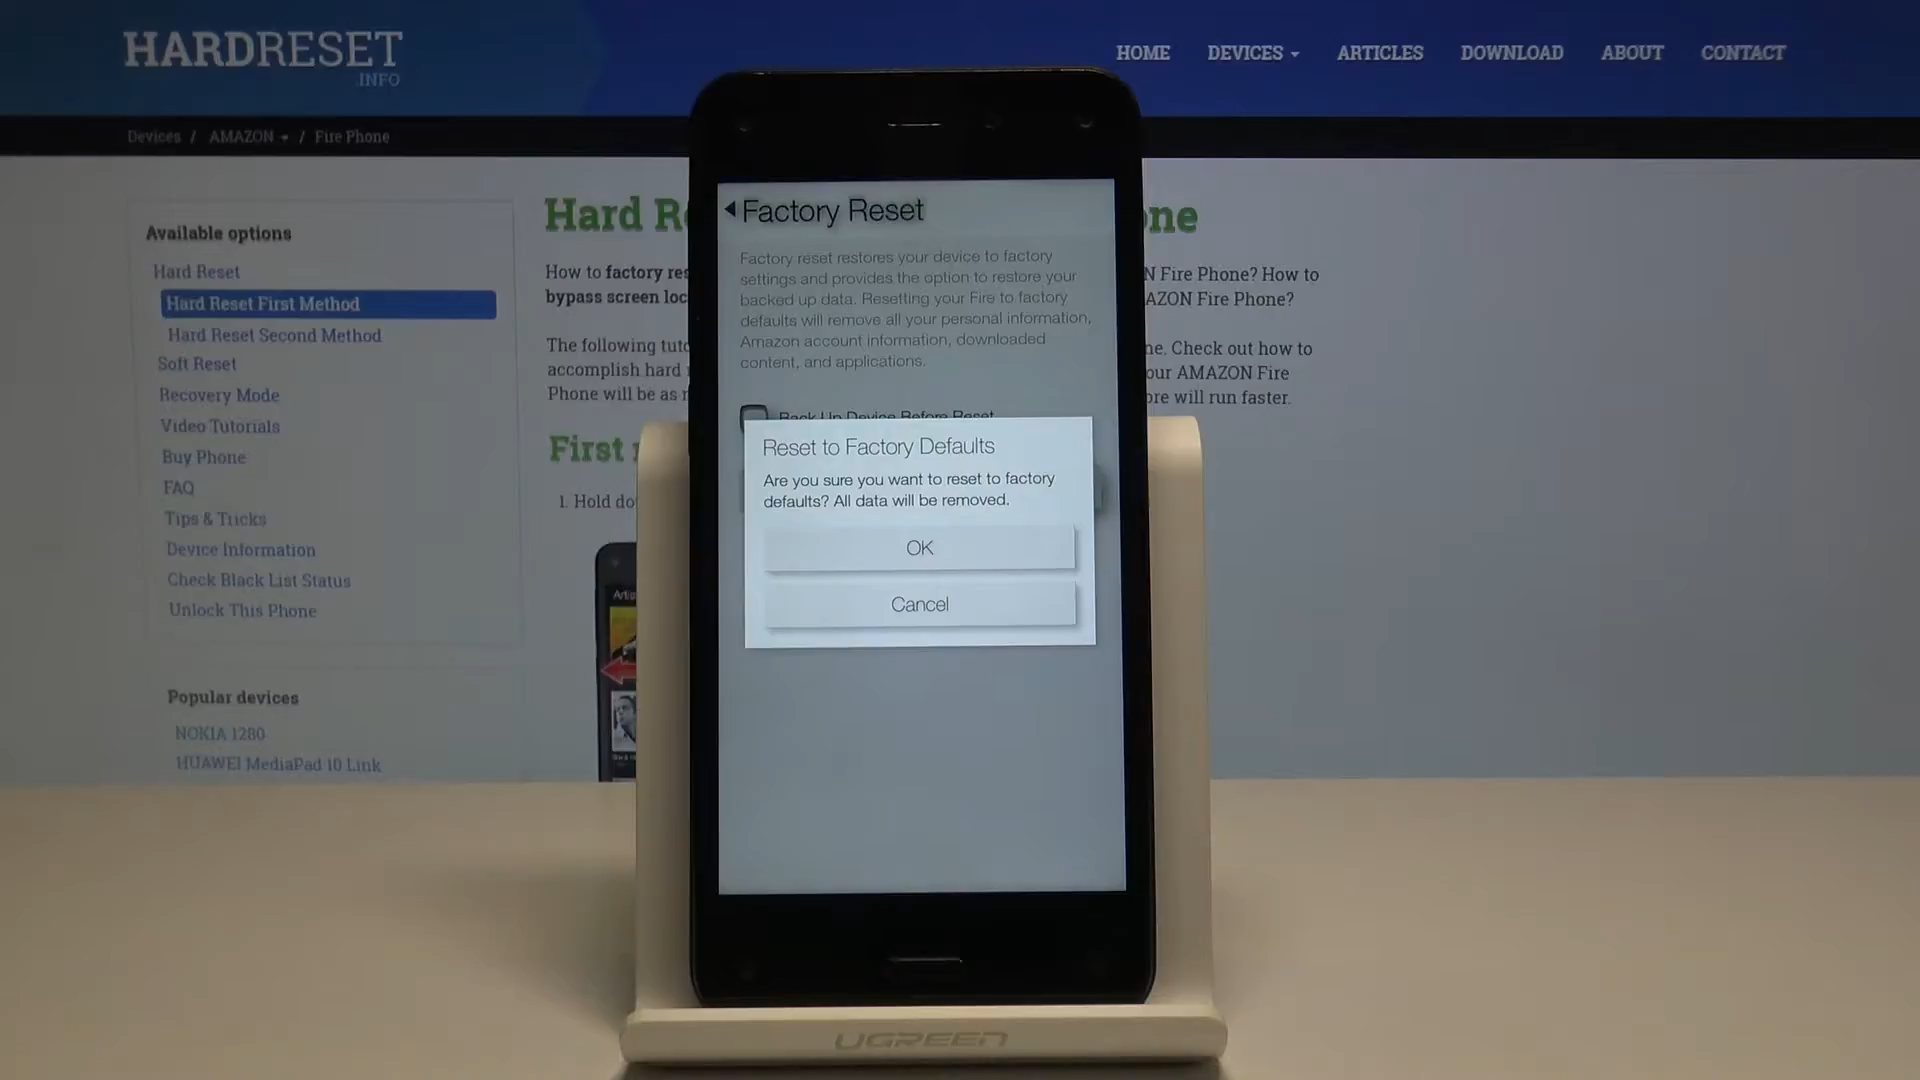 HARDRESET
.INFO
HOME DEVICES ARTICLES DOWNLOAD ABOUT CONTACT
Devices / AMAZON / Fire Phone
Available options
Hard Reset
Hard Reset First Method
Hard Reset Second Method
Soft Reset
Recovery Mode
Video Tutorials
Buy Phone
FAQ
Tips & Tricks
Device Information
Check Black List Status
Unlock This Phone
Popular devices
NOKIA 1280
HUAWEI MediaPad 10 Link
Hard R
ne
How to factory res
N Fire Phone? How to
bypass screen loc
AZON Fire Phone?
The following tuto
ne. Check out how to
accomplish hard
our AMAZON Fire
Phone will be as
ore will run faster.
First
1. Hold do
Factory Reset
Factory reset restores your device to factory
settings and provides the option to restore your
backed up data. Resetting your Fire to factory
defaults will remove all your personal information,
Amazon account information, downloaded
content, and applications.
Back Up Device Before Reset
Reset to Factory Defaults
Are you sure you want to reset to factory
defaults? All data will be removed.
OK
Cancel
UGREEN